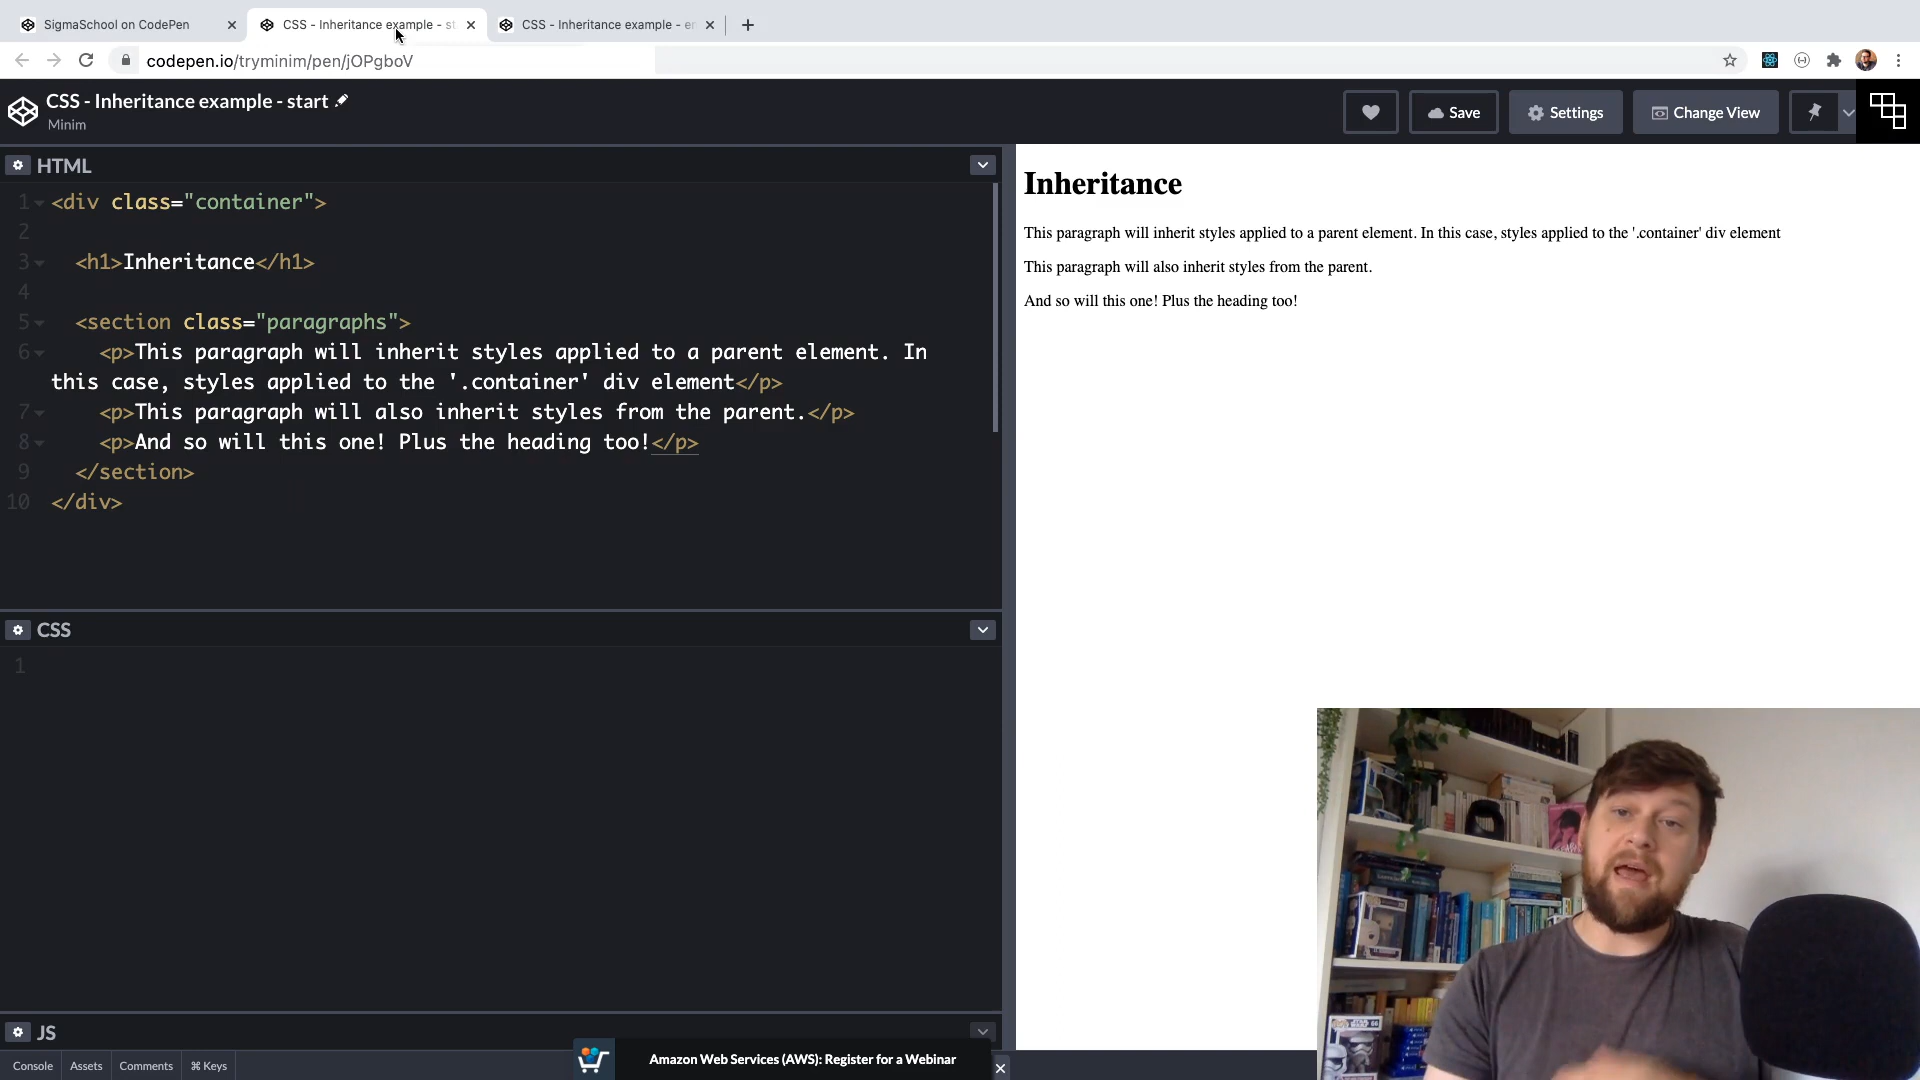 SigmaSchool on CodePen
CSS - Inheritance example - st
CSS - Inheritance example - en
codepen.io/tryminim/pen/jOPgboV
CSS - Inheritance example - start
Minim
Save
Settings
Change View
HTML
1 <div class="container">
2
3 <h1>Inheritance</h1>
4
5 <section class="paragraphs">
6 <p>This paragraph will inherit styles applied to a parent element. In
this case, styles applied to the '.container' div element</p>
7 <p>This paragraph will also inherit styles from the parent.</p>
8 <p>And so will this one! Plus the heading too!</p>
9 </section>
10 </div>
CSS
1
JS
Console
Assets
Comments
⌘ Keys
Amazon Web Services (AWS): Register for a Webinar
Inheritance
This paragraph will inherit styles applied to a parent element. In this case, styles applied to the '.container' div element
This paragraph will also inherit styles from the parent.
And so will this one! Plus the heading too!